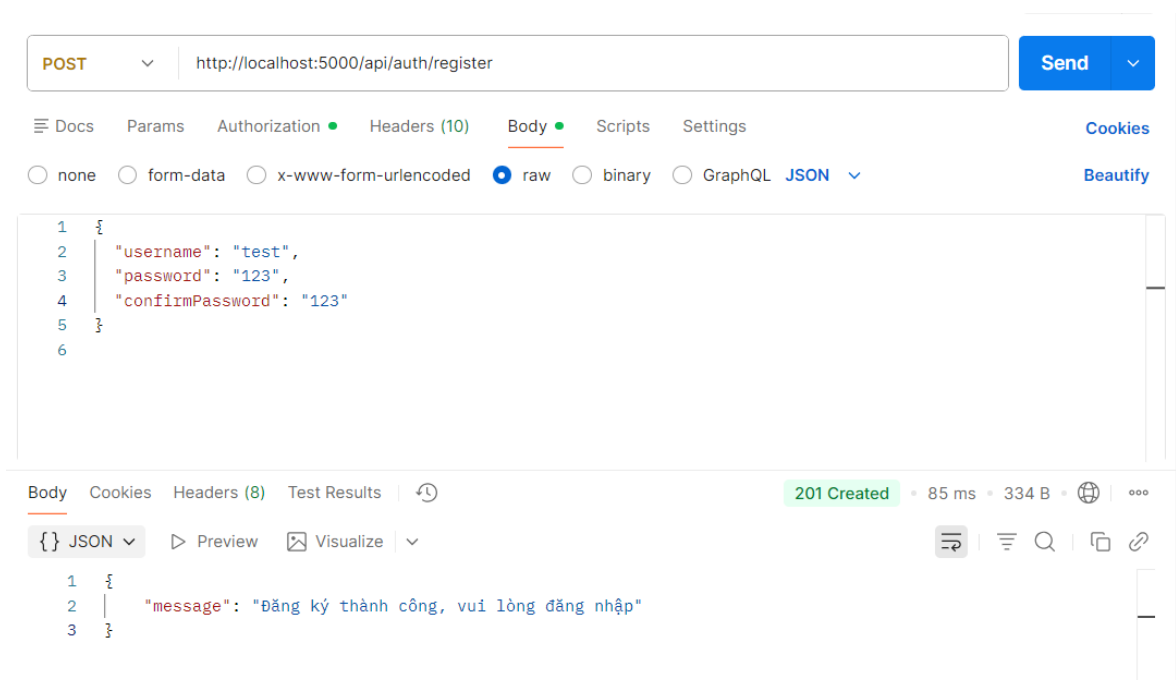 POST http://localhost:5000/api/auth/register Send
Docs Params Authorization Headers (10) Body Scripts Settings Cookies
none form-data x-www-form-urlencoded raw binary GraphQL JSON Beautify
1 {
2 "username": "test",
3 "password": "123",
4 "confirmPassword": "123"
5 }
6
Body Cookies Headers (8) Test Results 201 Created • 85 ms • 334 B
{} JSON Preview Visualize
1 {
2 "message": "Đăng ký thành công, vui lòng đăng nhập"
3 }